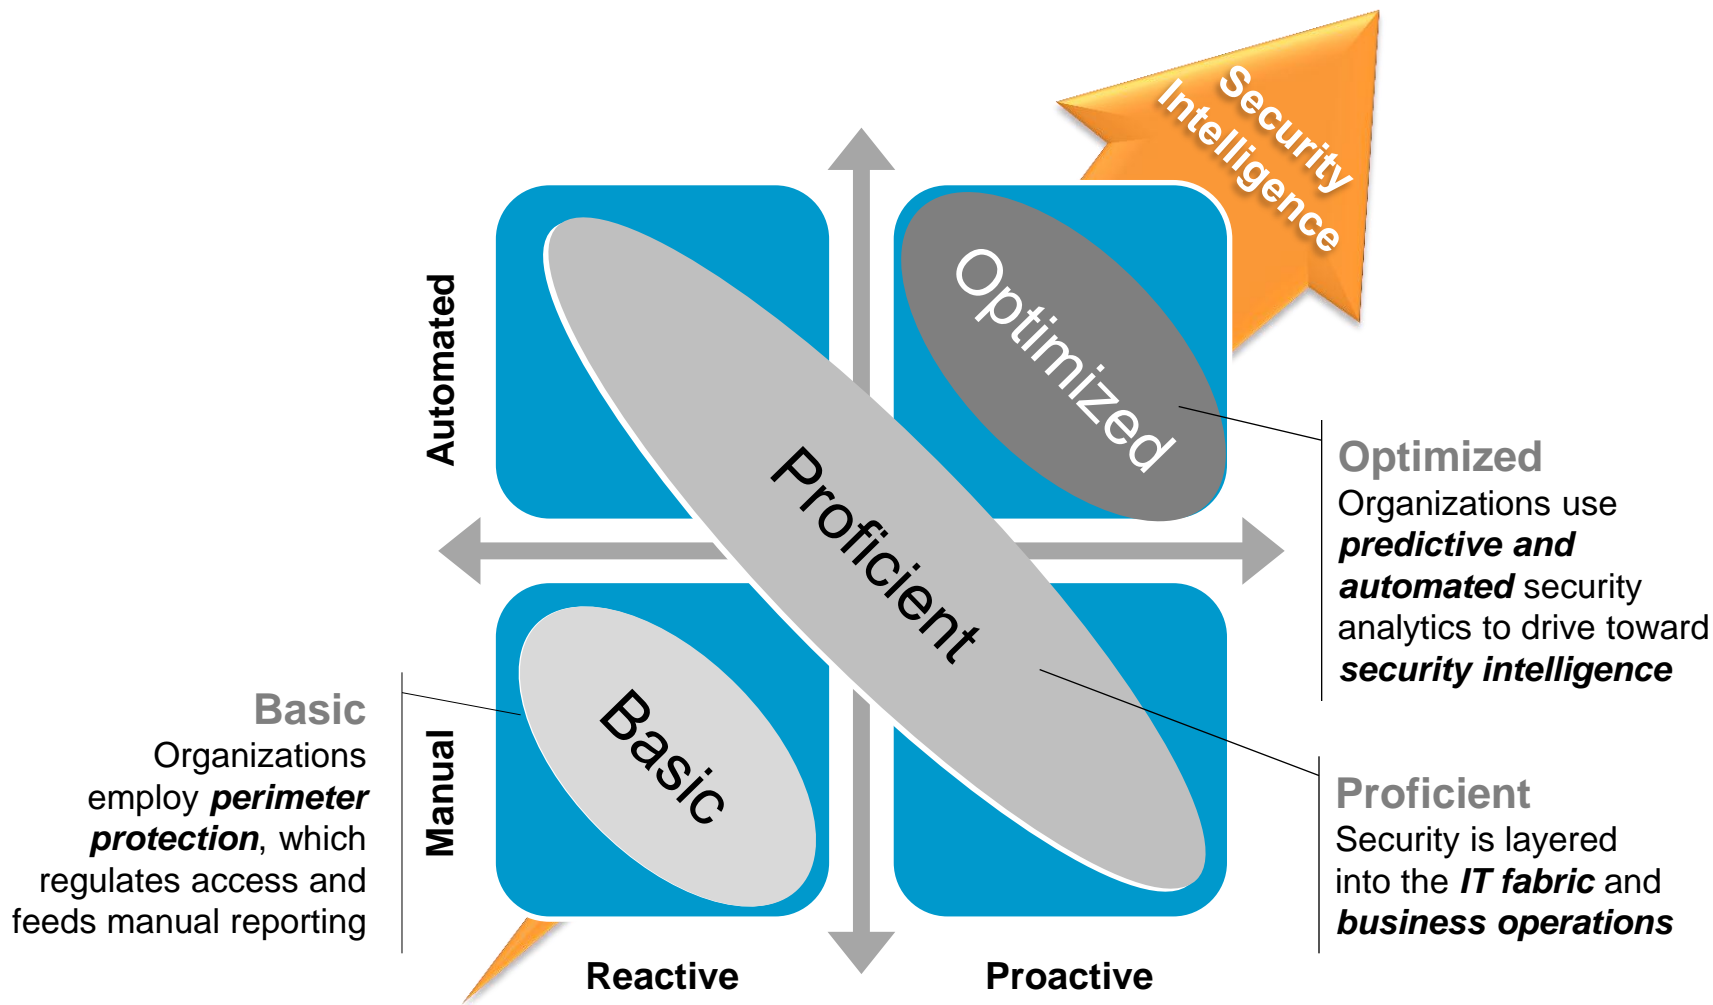 Security
Intelligence
Automated
Optimized
Proficient
Optimized
Organizations use
predictive and
automated security
analytics to drive toward
security intelligence
Basic
Organizations
employ perimeter
protection, which
regulates access and
feeds manual reporting
Manual
Basic
Proficient
Security is layered
into the IT fabric and
business operations
Reactive
Proactive